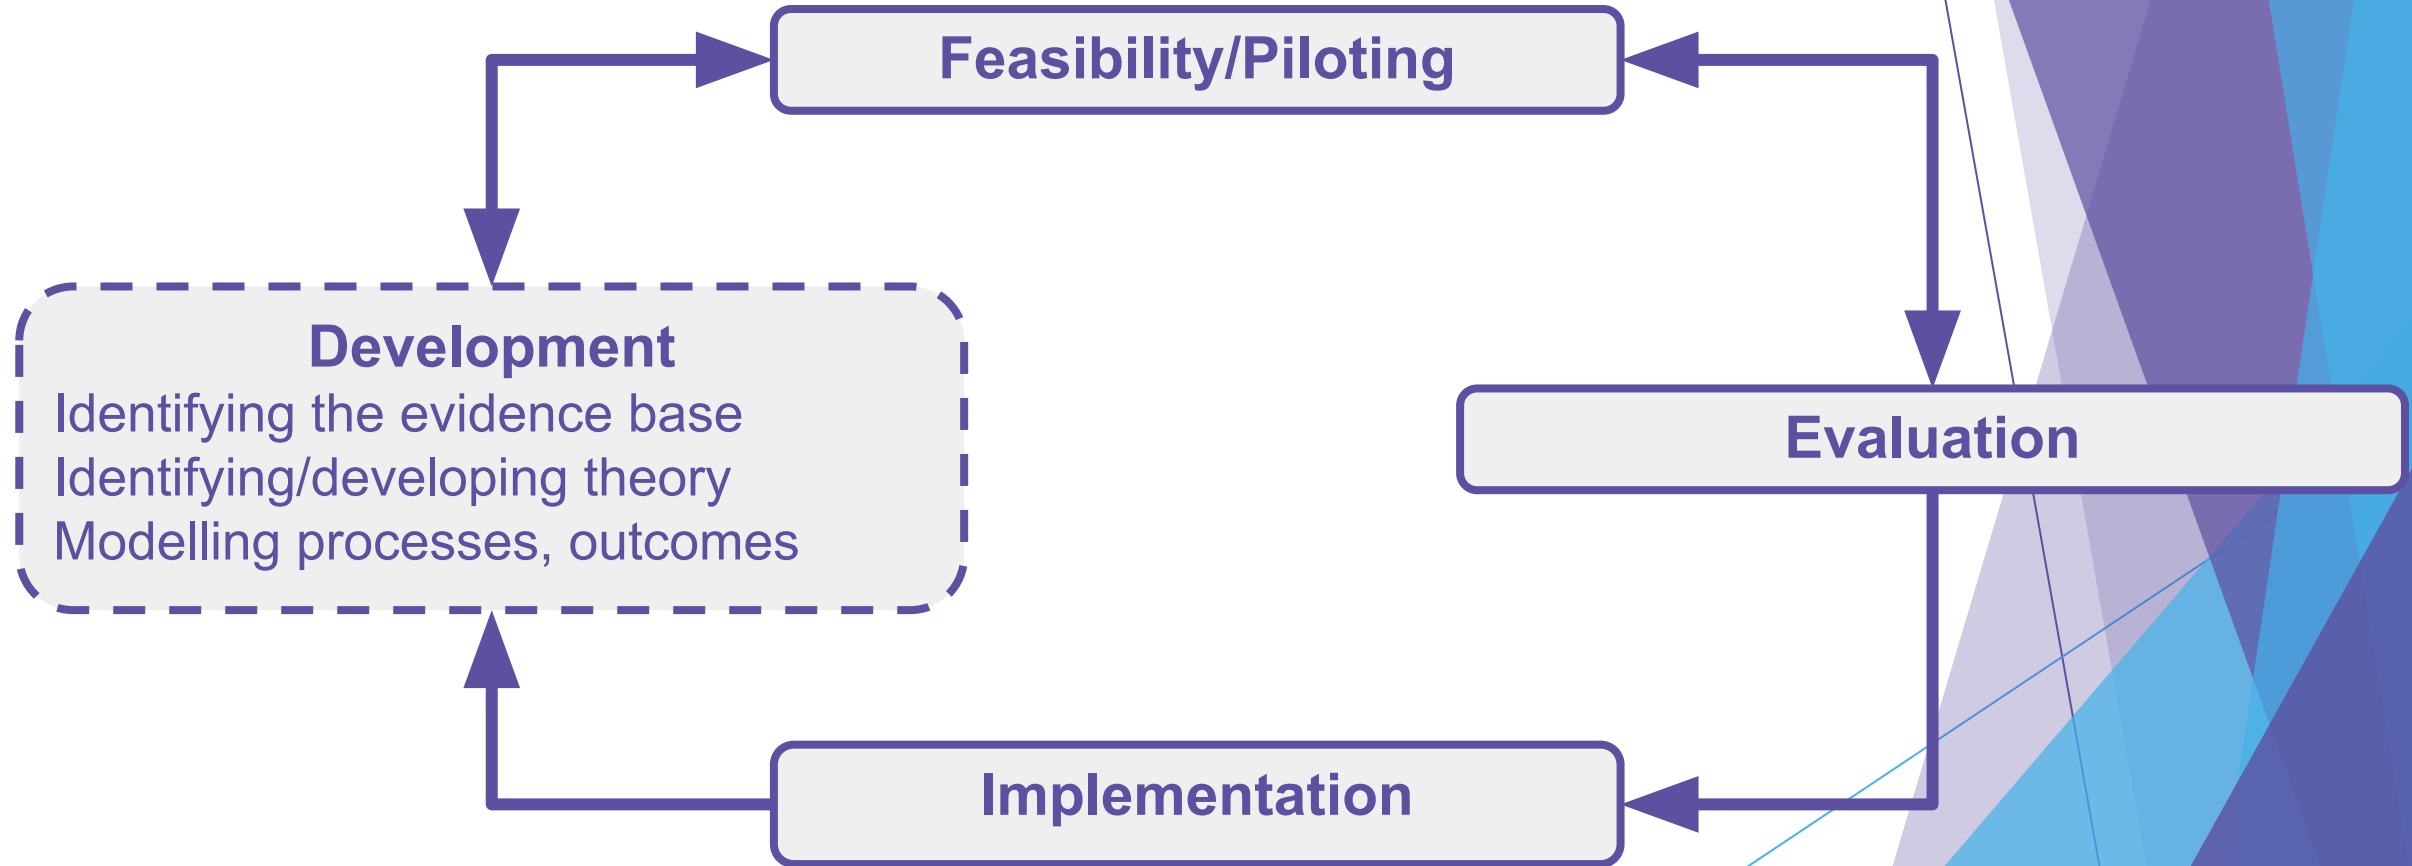 Feasibility/Piloting
Development
Identifying the evidence base
Identifying/developing theory
Modelling processes, outcomes
Evaluation
Implementation